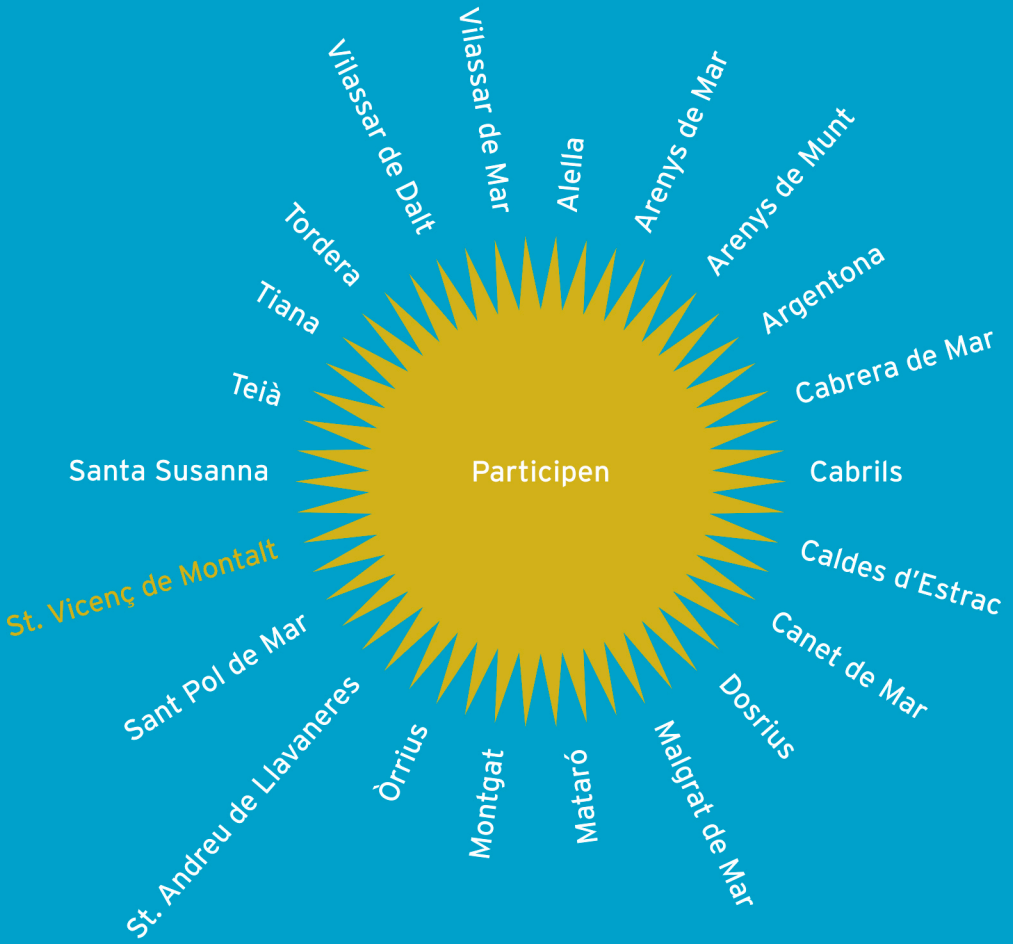 Participen
Alella
Arenys de Mar
Arenys de Munt
Argentona
Cabrera de Mar
Cabrils
Caldes d'Estrac
Canet de Mar
Dosrius
Malgrat de Mar
Mataró
Montgat
Òrrius
St. Andreu de Llavaneres
Sant Pol de Mar
St. Vicenç de Montalt
Santa Susanna
Teià
Tiana
Tordera
Vilassar de Dalt
Vilassar de Mar